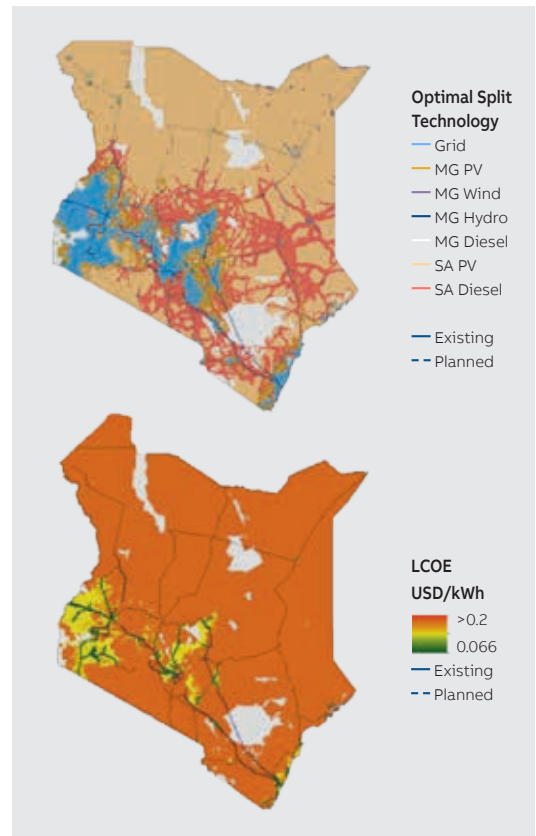 Optimal Split
Technology
Grid
MG PV
MG Wind
MG Hydro
MG Diesel
SA PV
SA Diesel
Existing
Planned
LCOE
USD/kWh
>0.2
0.066
Existing
Planned